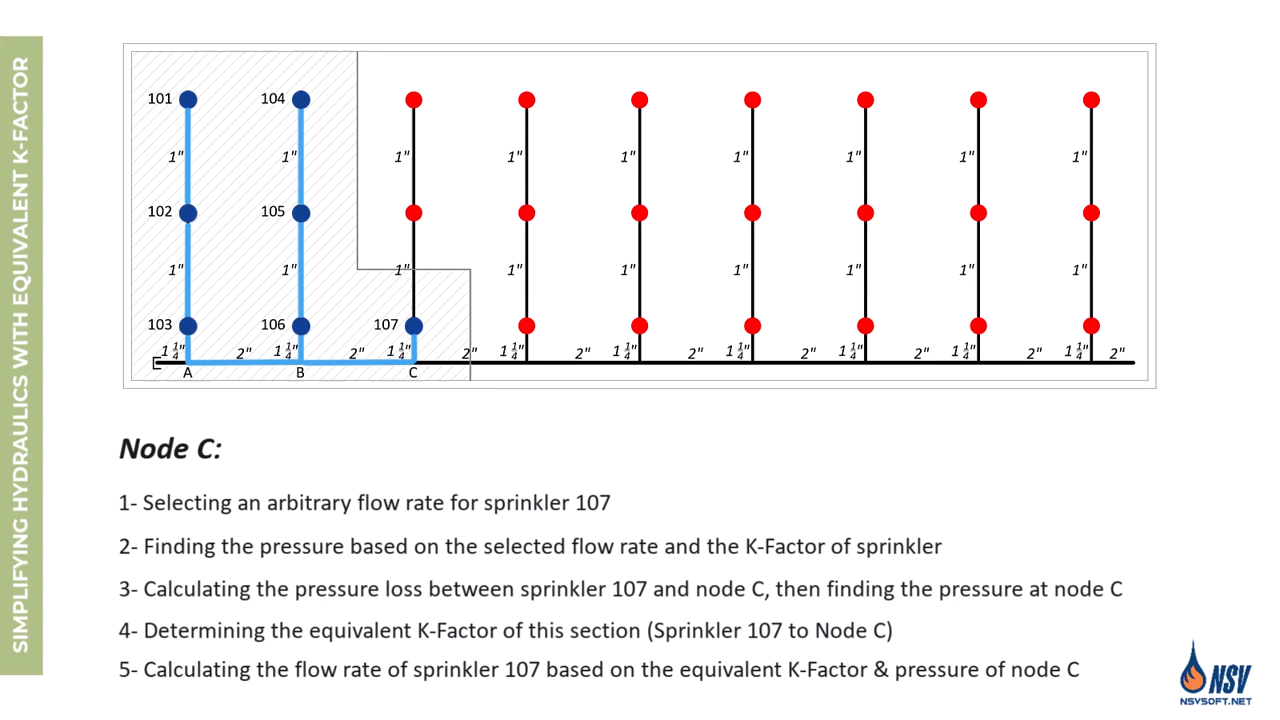 SIMPLIFYING HYDRAULICS WITH EQUIVALENT K-FACTOR
101 104
1" 1" 1" 1" 1" 1" 1" 1" 1"
102 105
1" 1" 1" 1" 1" 1" 1" 1" 1"
103 106 107
1 1/4" 2" 1 1/4" 2" 1 1/4" 2" 1 1/4" 2" 1 1/4" 2" 1 1/4" 2" 1 1/4" 2" 1 1/4" 2" 1 1/4" 2"
A B C
Node C:
1- Selecting an arbitrary flow rate for sprinkler 107
2- Finding the pressure based on the selected flow rate and the K-Factor of sprinkler
3- Calculating the pressure loss between sprinkler 107 and node C, then finding the pressure at node C
4- Determining the equivalent K-Factor of this section (Sprinkler 107 to Node C)
5- Calculating the flow rate of sprinkler 107 based on the equivalent K-Factor & pressure of node C
NSV
NSVSOFT.NET